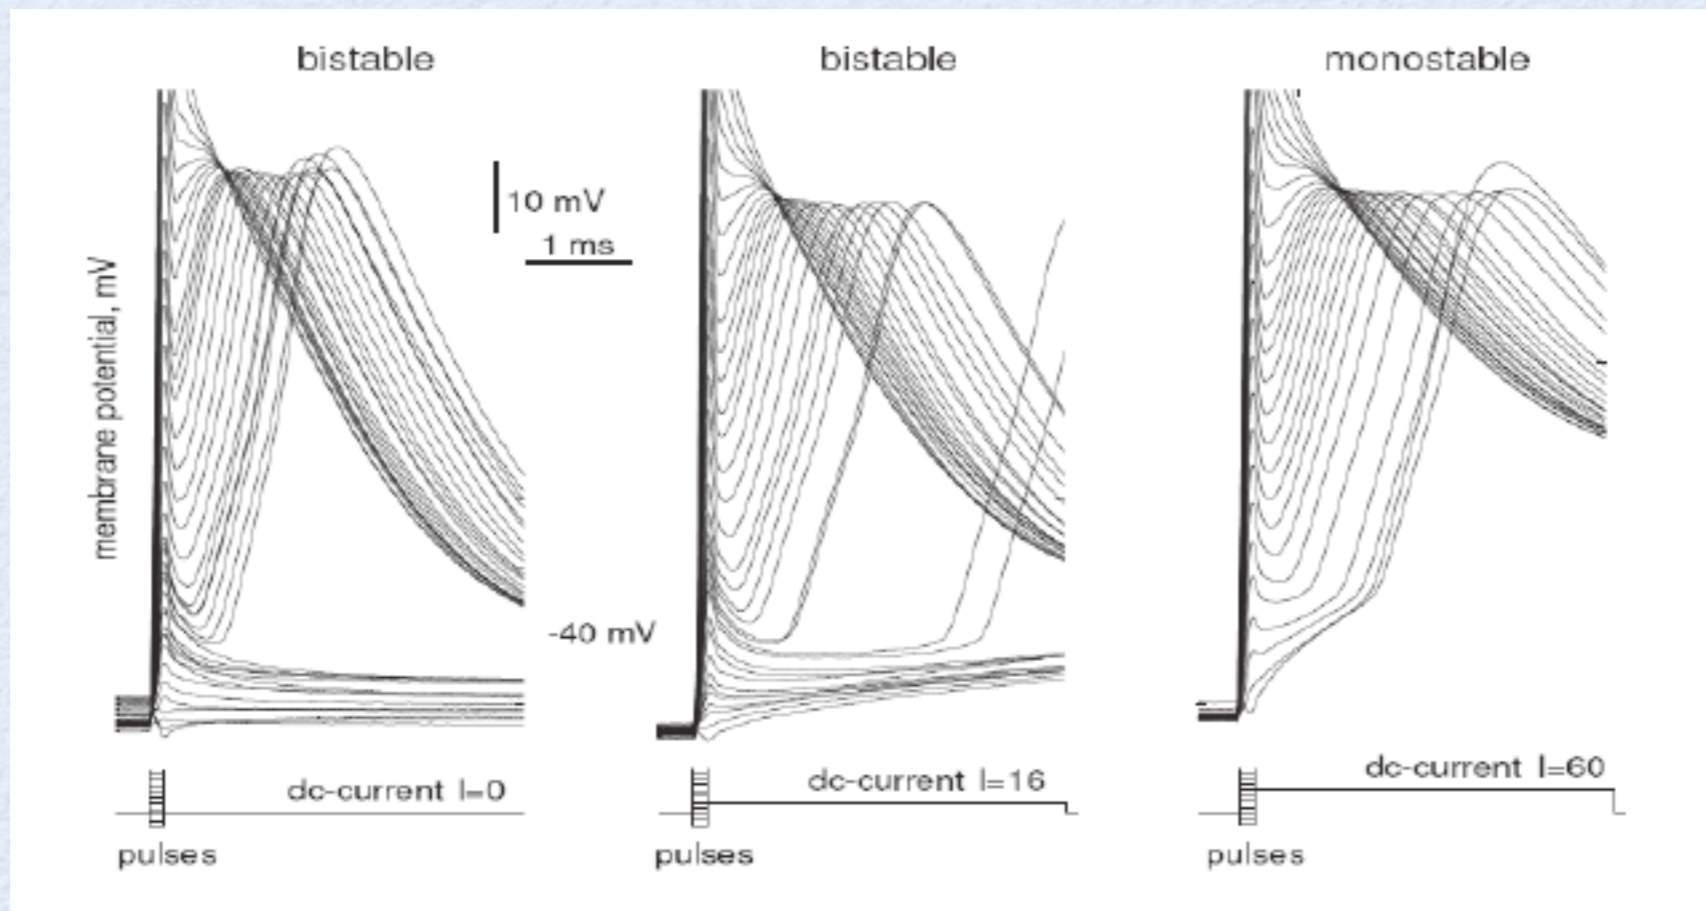 bistable
bistable
monostable
membrane potential, mV
10 mV
1 ms
-40 mV
dc-current I=0
dc-current I=16
dc-current I=60
pulses
pulses
pulses